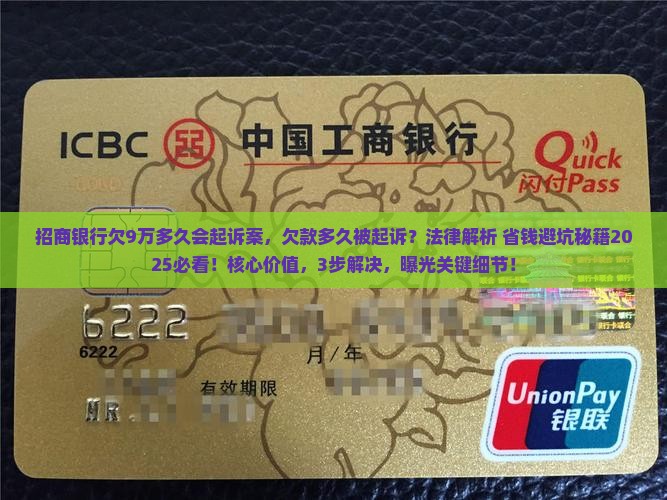 ICBC 中国工商银行
Quick
闪付Pass
GOLD
招商银行欠9万多久会起诉案，欠款多久被起诉？法律解析 省钱避坑秘籍20
25必看！核心价值，3步解决，曝光关键细节！
6222
6222
月/年
有效期限
MR.
UnionPay
银联